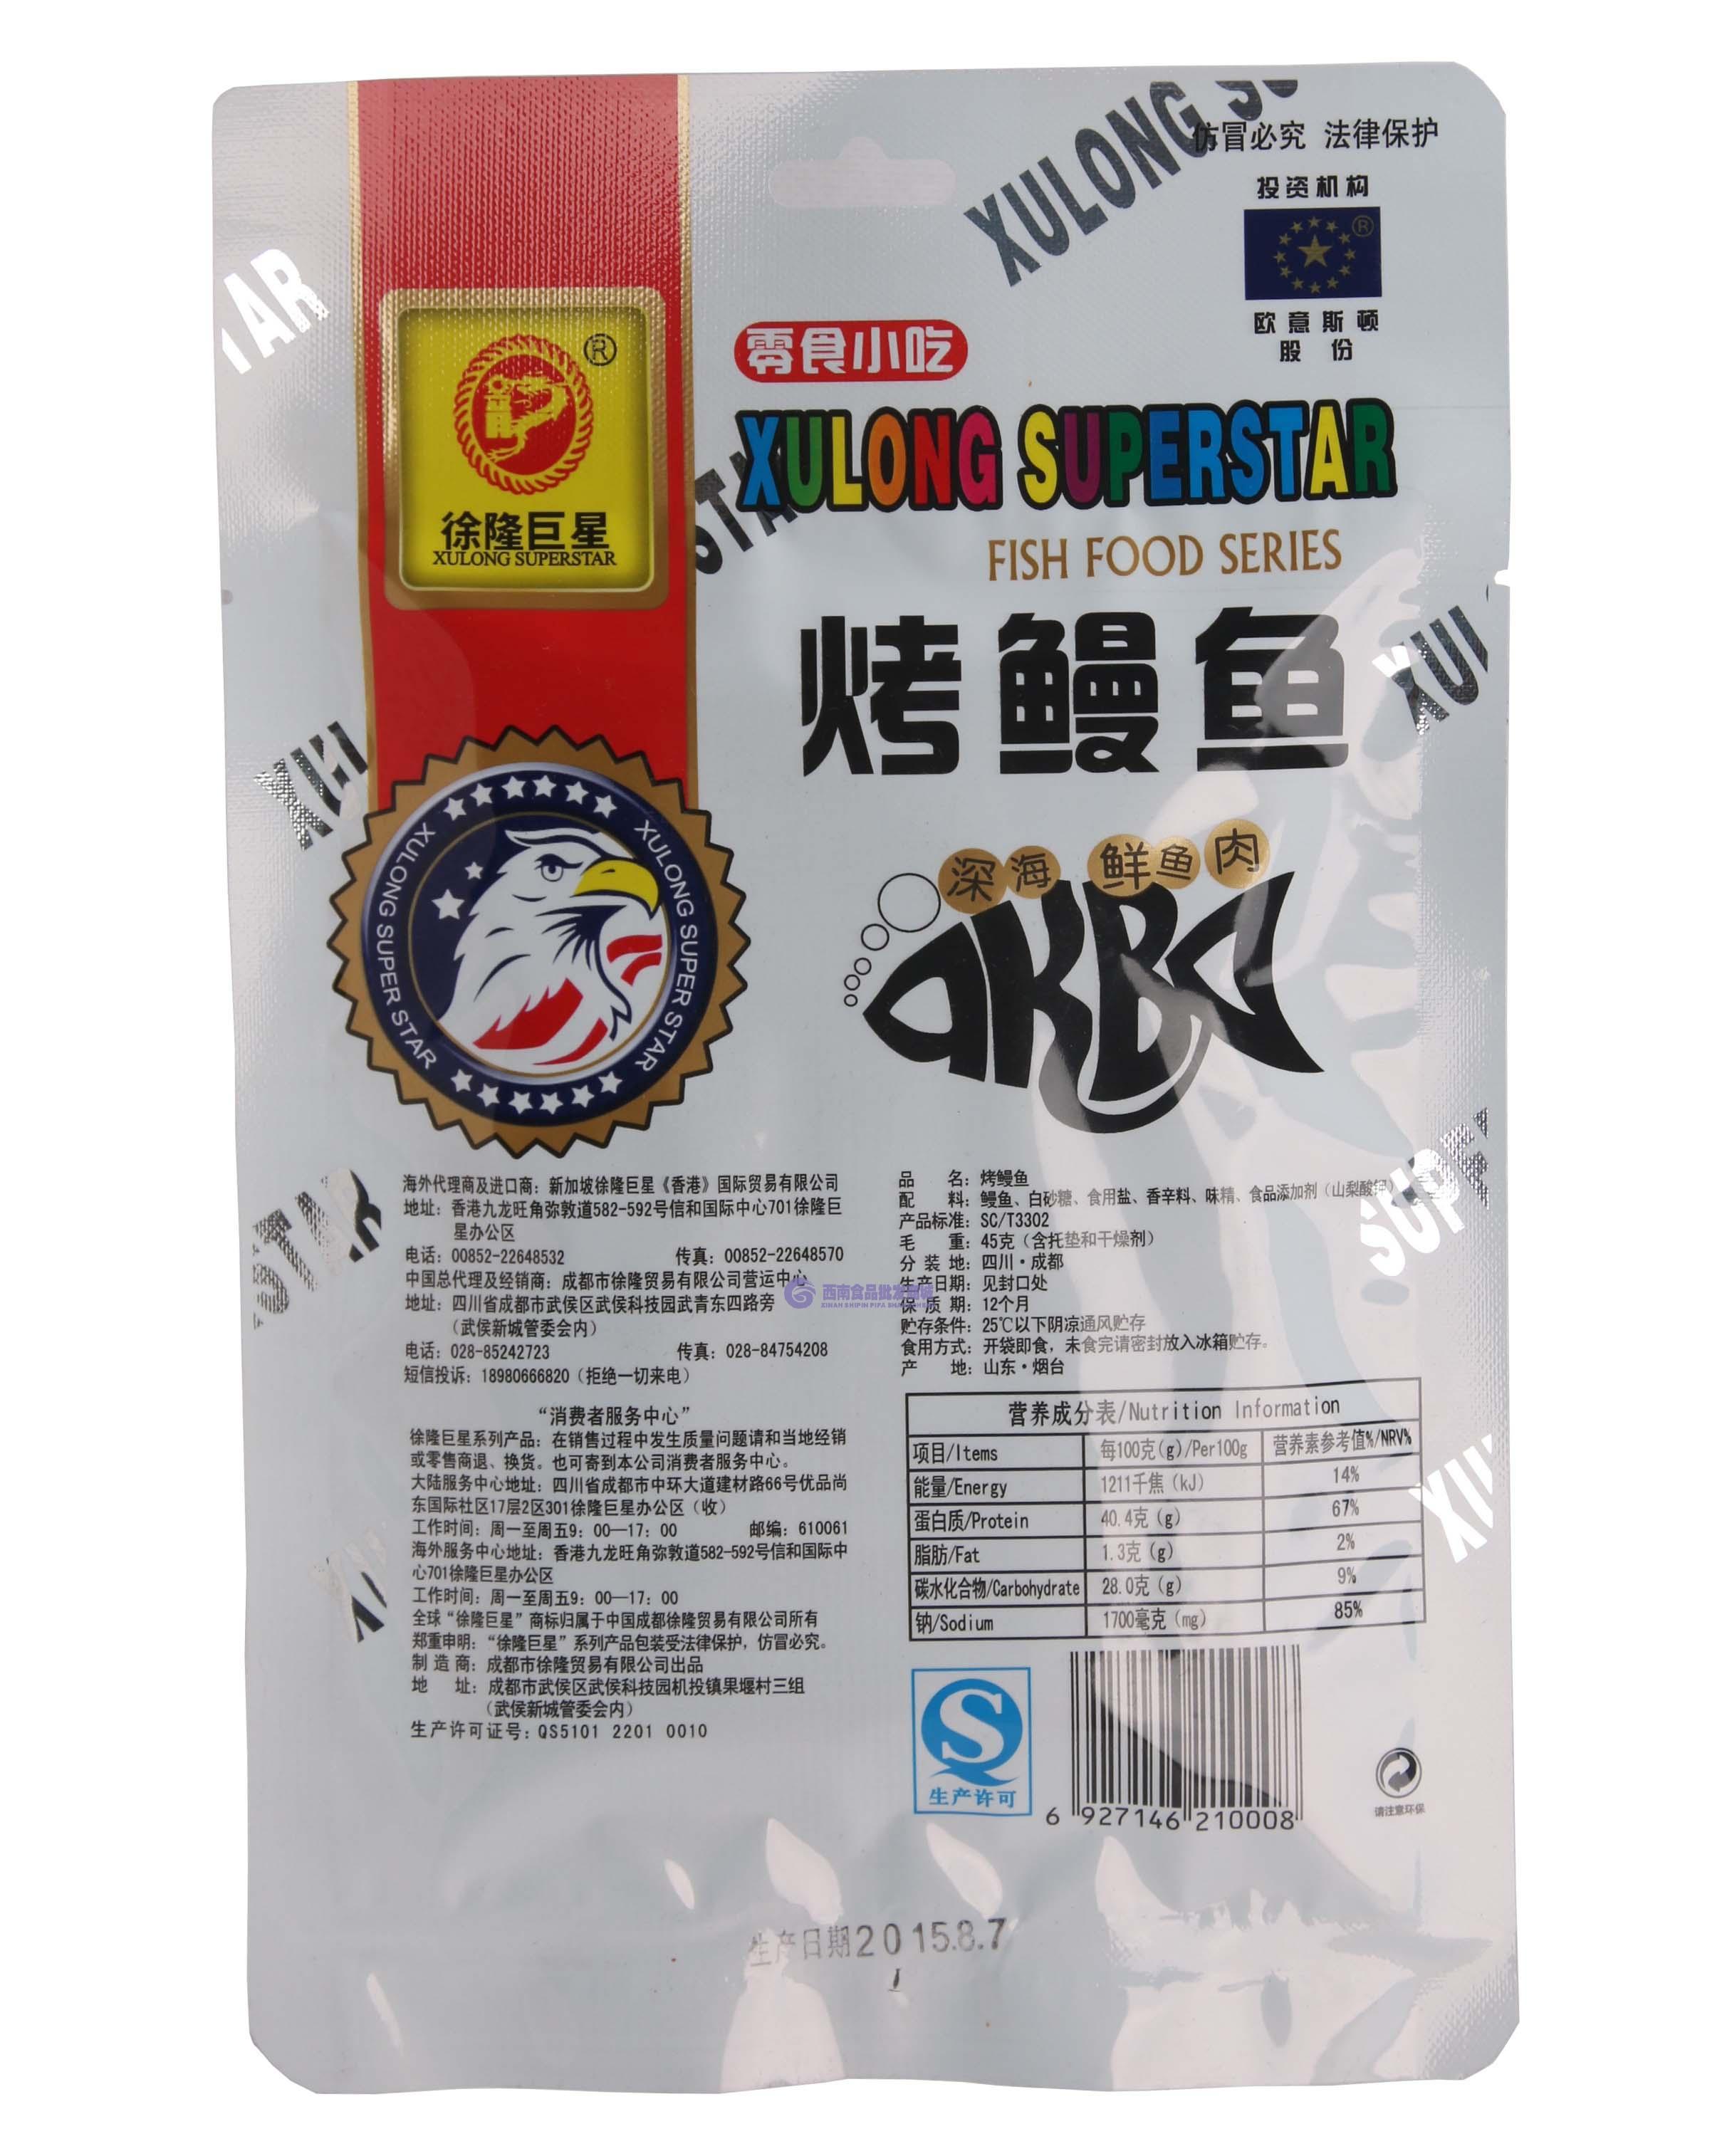 仿冒必究 法律保护
投资机构
欧意斯顿
股份
零食小吃
XULONG SUPERSTAR
FISH FOOD SERIES
烤鳗鱼
徐隆巨星
XULONG SUPERSTAR
XULONG SUPER STAR
XULONG SUPER STAR
深海鲜鱼肉
海外代理商及进口商：新加坡徐隆巨星《香港》国际贸易有限公司
地址：香港九龙旺角弥敦道582-592号信和国际中心701徐隆巨
星办公区
电话：00852-22648532 传真：00852-22648570
中国总代理及经销商：成都市徐隆贸易有限公司营运中心
地址：四川省成都市武侯区武侯科技园武青东四路旁
（武侯新城管委会内）
电话：028-85242723 传真：028-84754208
短信投诉：18980666820（拒绝一切来电）
“消费者服务中心”
徐隆巨星系列产品：在销售过程中发生质量问题请和当地经销
或零售商退、换货。也可寄到本公司消费者服务中心。
大陆服务中心地址：四川省成都市中环大道建材路66号优品尚
东国际社区17层2区301徐隆巨星办公区（收）
工作时间：周一至周五9：00—17：00 邮编：610061
海外服务中心地址：香港九龙旺角弥敦道582-592号信和国际中
心701徐隆巨星办公区
工作时间：周一至周五9：00—17：00
全球“徐隆巨星”商标归属于中国成都徐隆贸易有限公司所有
郑重申明：“徐隆巨星”系列产品包装受法律保护，仿冒必究。
制造商：成都市徐隆贸易有限公司出品
地 址：成都市武侯区武侯科技园机投镇果堰村三组
（武侯新城管委会内）
生产许可证号：QS5101 2201 0010
品 名：烤鳗鱼
配 料：鳗鱼、白砂糖、食用盐、香辛料、味精、食品添加剂（山梨酸钾）
产品标准：SC/T3302
毛 重：45克（含托垫和干燥剂）
分装地：四川·成都
生产日期：见封口处
保质期：12个月
贮存条件：25℃以下阴凉通风贮存
食用方式：开袋即食，未食完请密封放入冰箱贮存。
产 地：山东·烟台
营养成分表/Nutrition Information
项目/Items 每100克(g)/Per100g 营养素参考值%/NRV%
能量/Energy 1211千焦（kJ） 14%
蛋白质/Protein 40.4克（g） 67%
脂肪/Fat 1.3克（g） 2%
碳水化合物/Carbohydrate 28.0克（g） 9%
钠/Sodium 1700毫克（mg） 85%
生产许可
6 927146 210008
请注意环保
生产日期2015.8.7
西南食品批发商城